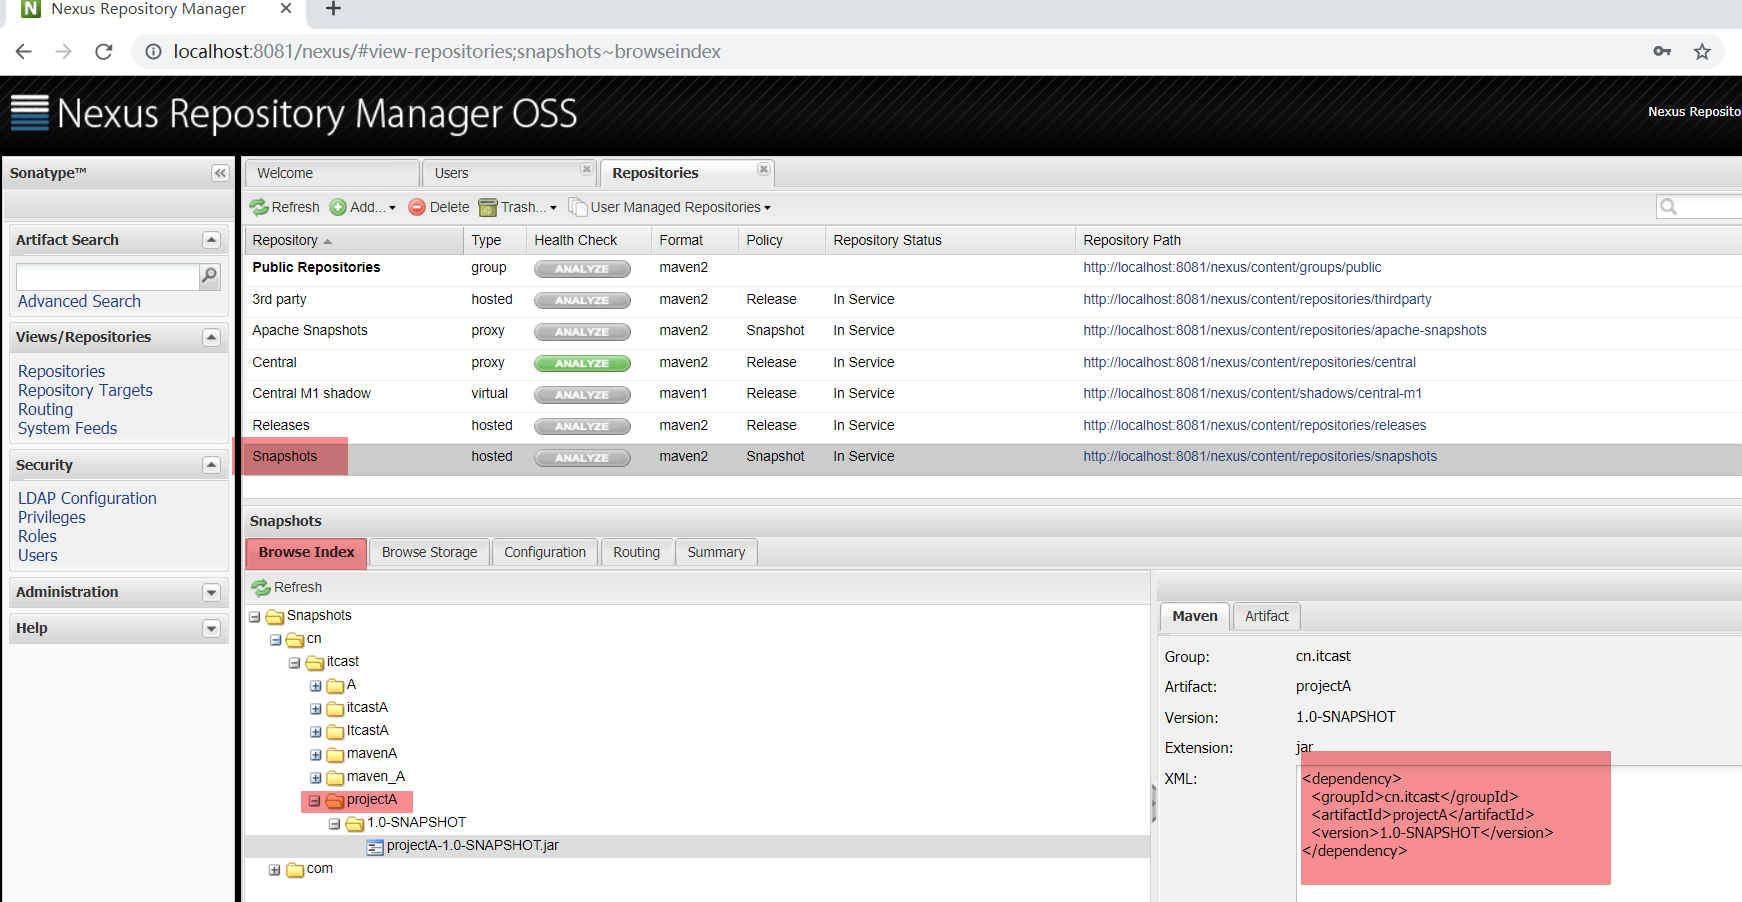 Nexus Repository Manager
localhost:8081/nexus/#view-repositories;snapshots~browseindex
Nexus Repository Manager OSS
Nexus Reposito
Sonatype™
Artifact Search
Advanced Search
Views/Repositories
Repositories
Repository Targets
Routing
System Feeds
Security
LDAP Configuration
Privileges
Roles
Users
Administration
Help
Welcome Users Repositories
Refresh Add... Delete Trash... User Managed Repositories
Repository Type Health Check Format Policy Repository Status Repository Path
Public Repositories group ANALYZE maven2 http://localhost:8081/nexus/content/groups/public
3rd party hosted ANALYZE maven2 Release In Service http://localhost:8081/nexus/content/repositories/thirdparty
Apache Snapshots proxy ANALYZE maven2 Snapshot In Service http://localhost:8081/nexus/content/repositories/apache-snapshots
Central proxy ANALYZE maven2 Release In Service http://localhost:8081/nexus/content/repositories/central
Central M1 shadow virtual ANALYZE maven1 Release In Service http://localhost:8081/nexus/content/shadows/central-m1
Releases hosted ANALYZE maven2 Release In Service http://localhost:8081/nexus/content/repositories/releases
Snapshots hosted ANALYZE maven2 Snapshot In Service http://localhost:8081/nexus/content/repositories/snapshots
Snapshots
Browse Index Browse Storage Configuration Routing Summary
Refresh
Snapshots
cn
itcast
A
itcastA
ItcastA
mavenA
maven_A
projectA
1.0-SNAPSHOT
projectA-1.0-SNAPSHOT.jar
com
Maven Artifact
Group: cn.itcast
Artifact: projectA
Version: 1.0-SNAPSHOT
Extension: jar
XML: <dependency>
<groupId>cn.itcast</groupId>
<artifactId>projectA</artifactId>
<version>1.0-SNAPSHOT</version>
</dependency>